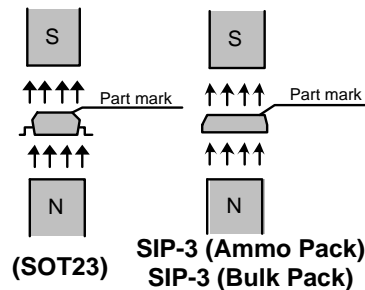 S
S
Part mark
Part mark
N
N
(SOT23)
SIP-3 (Ammo Pack)
SIP-3 (Bulk Pack)